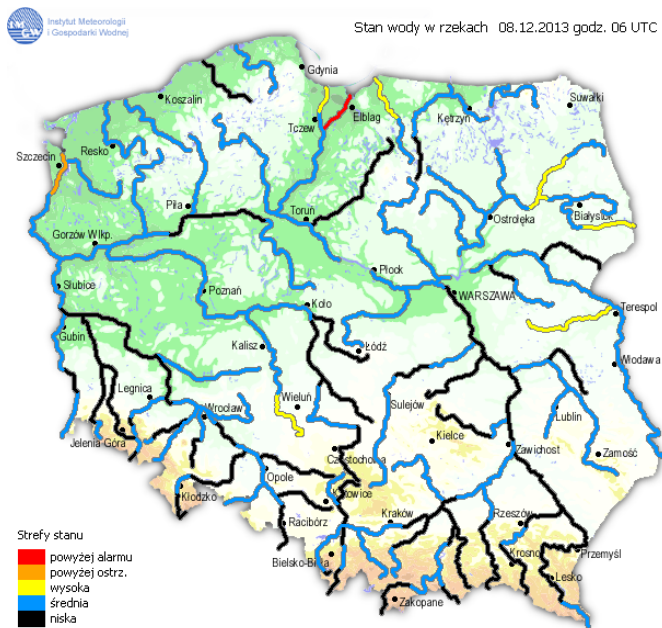 Instytut Meteorologii
i Gospodarki Wodnej
Stan wody w rzekach 08.12.2013 godz. 06 UTC
Gdynia
Koszalin
Suwałki
Elbląg
Kętrzyn
Tczew
Resko
Szczecin
Białystok
Piła
Toruń
Ostrołęka
Gorzów Wlkp.
Płock
Słubice
Poznań
Koło
WARSZAWA
Terespol
Gubin
Kalisz
Łódź
Włodawa
Legnica
Wieluń
Sulejów
Wrocław
Lublin
Jelenia Góra
Kielce
Zawichost
Zamość
Częstochowa
Opole
Kłodzko
Katowice
Racibórz
Kraków
Rzeszów
Bielsko-Biała
Krosno
Przemyśl
Lesko
Zakopane
Strefy stanu
powyżej alarmu
powyżej ostrz.
wysoka
średnia
niska